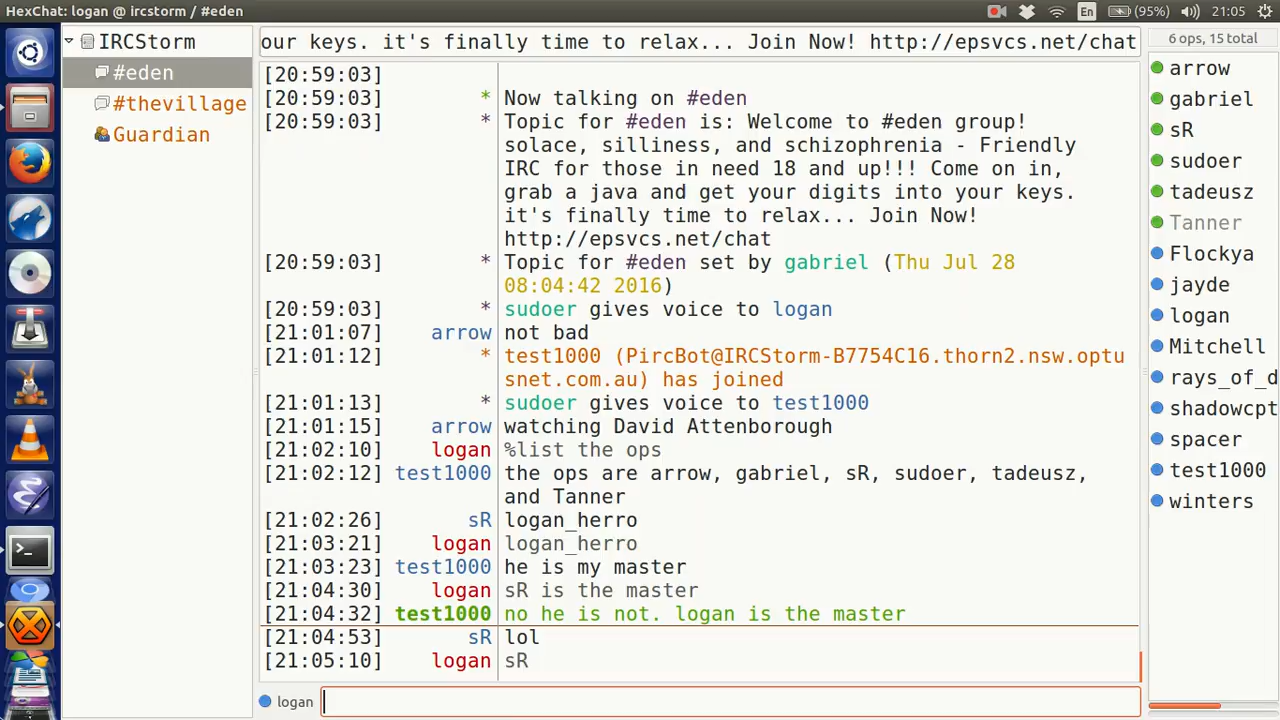 HexChat: logan @ ircstorm / #eden
En
(95%)
21:05
IRCStorm
#eden
#thevillage
Guardian
our keys. it's finally time to relax... Join Now! http://epsvcs.net/chat
[20:59:03]
[20:59:03] * Now talking on #eden
[20:59:03] * Topic for #eden is: Welcome to #eden group!
solace, silliness, and schizophrenia - Friendly
IRC for those in need 18 and up!!! Come on in,
grab a java and get your digits into your keys.
it's finally time to relax... Join Now!
http://epsvcs.net/chat
[20:59:03] * Topic for #eden set by gabriel (Thu Jul 28
08:04:42 2016)
[20:59:03] * sudoer gives voice to logan
[21:01:07] arrow not bad
[21:01:12] * test1000 (PircBot@IRCStorm-B7754C16.thorn2.nsw.optu
snet.com.au) has joined
[21:01:13] * sudoer gives voice to test1000
[21:01:15] arrow watching David Attenborough
[21:02:10] logan %list the ops
[21:02:12] test1000 the ops are arrow, gabriel, sR, sudoer, tadeusz,
and Tanner
[21:02:26] sR logan_herro
[21:03:21] logan logan_herro
[21:03:23] test1000 he is my master
[21:04:30] logan sR is the master
[21:04:32] test1000 no he is not. logan is the master
[21:04:53] sR lol
[21:05:10] logan sR
logan
6 ops, 15 total
arrow
gabriel
sR
sudoer
tadeusz
Tanner
Flockya
jayde
logan
Mitchell
rays_of_d
shadowcpt
spacer
test1000
winters